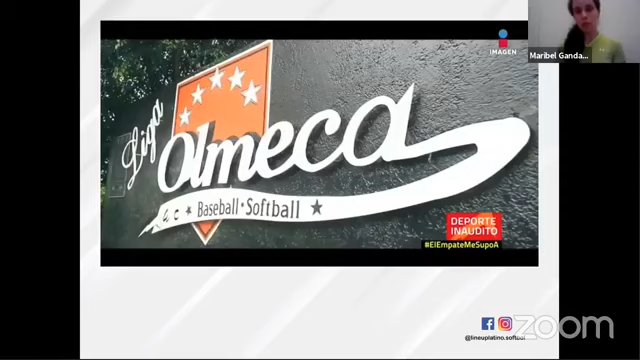 IMAGEN
Maribel Ganda...
Liga
Olmeca
a c ★ Baseball · Softball ★
DEPORTE
INAUDITO
#ElEmpateMeSupoA
zoom
@lineuplatino.softbol